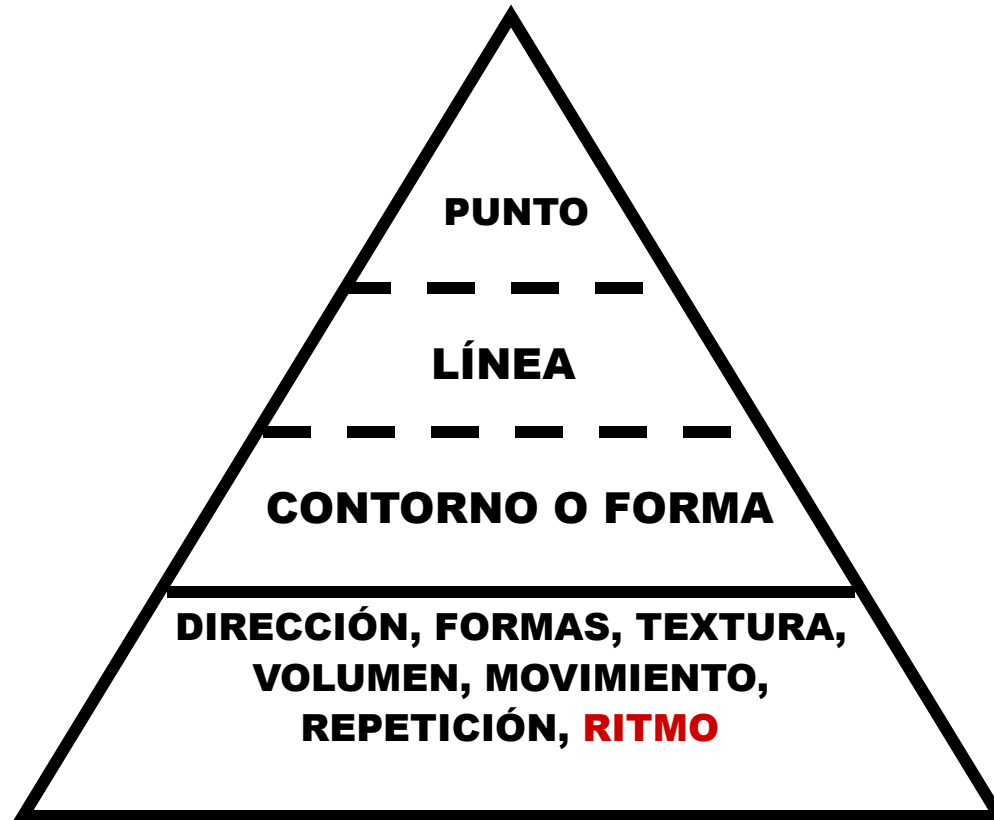 PUNTO
LÍNEA
CONTORNO O FORMA
DIRECCIÓN, FORMAS, TEXTURA,
VOLUMEN, MOVIMIENTO,
REPETICIÓN, RITMO